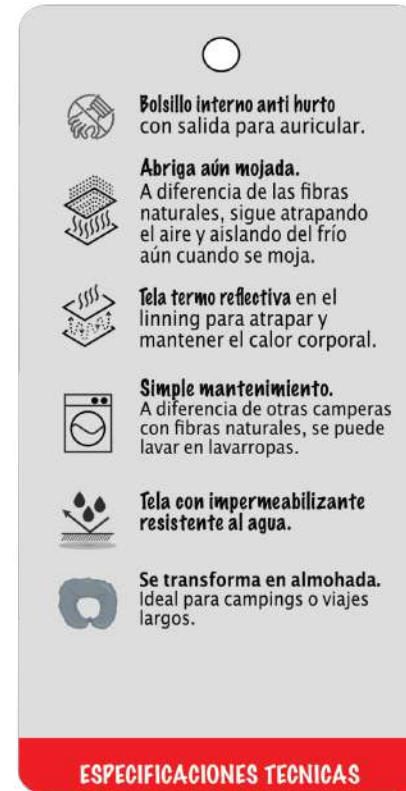 Bolsillo interno anti hurto
con salida para auricular.
Abriga aún mojada.
A diferencia de las fibras
naturales, sigue atrapando
el aire y aislando del frío
aún cuando se moja.
Tela termo reflectiva en el
linning para atrapar y
mantener el calor corporal.
Simple mantenimiento.
A diferencia de otras camperas
con fibras naturales, se puede
lavar en lavarropas.
Tela con impermeabilizante
resistente al agua.
Se transforma en almohada.
Ideal para campings o viajes
largos.
ESPECIFICACIONES TECNICAS